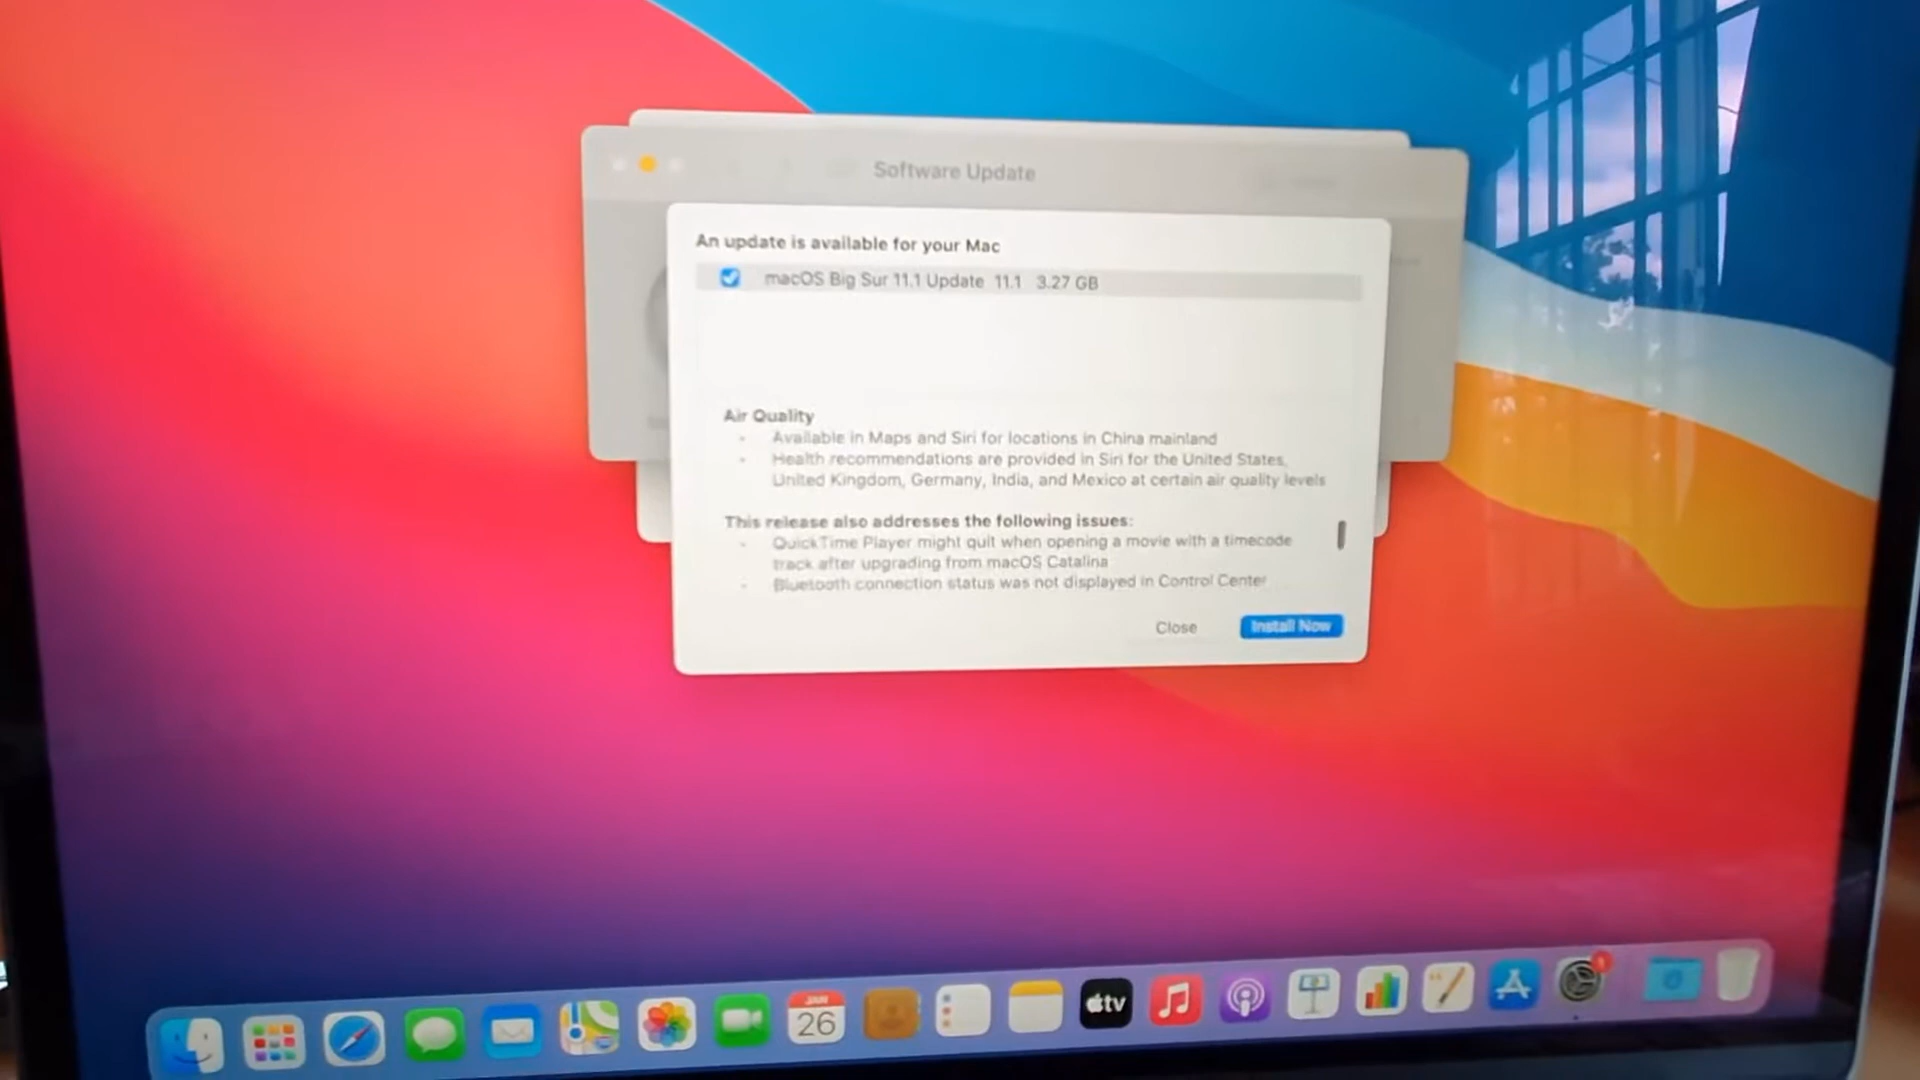 Software Update
An update is available for your Mac
macOS Big Sur 11.1 Update 11.1 3.27 GB
Air Quality
Available in Maps and Siri for locations in China mainland
Health recommendations are provided in Siri for the United States,
United Kingdom, Germany, India, and Mexico at certain air quality levels
This release also addresses the following issues:
QuickTime Player might quit when opening a movie with a timecode
track after upgrading from macOS Catalina
Bluetooth connection status was not displayed in Control Center
Close Install Now
JAN
26
tv